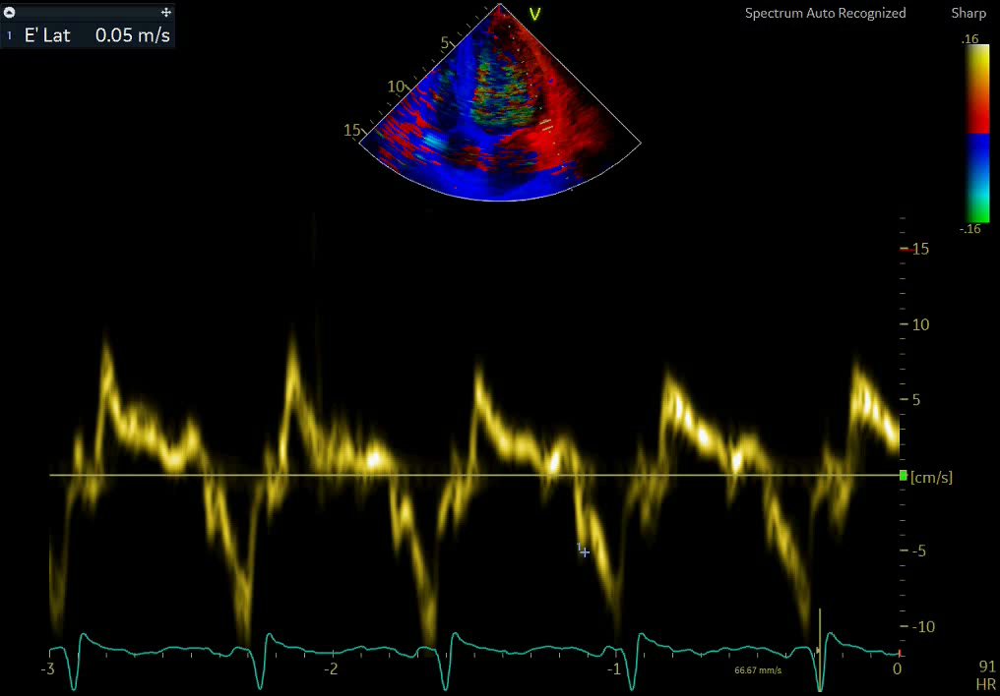 1 E' Lat 0.05 m/s
V
Spectrum Auto Recognized
Sharp
.16
5
10
15
-.16
15
10
5
[cm/s]
-5
-10
1
-3
-2
-1
0
66.67 mm/s
91
HR